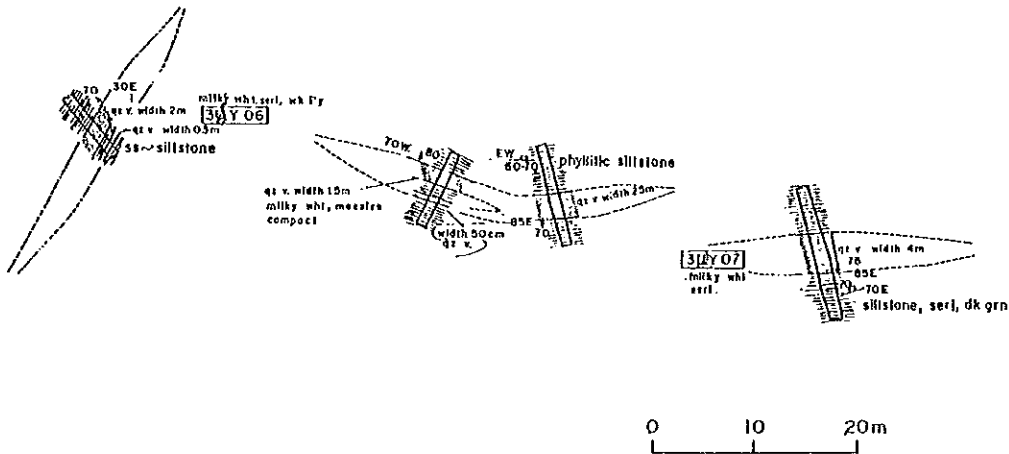 70 30E
qz v. width 2m
qz v width 0.5m
ss~siltstone
milky wht, seri, wk
Y 06
70W
80
qz v. width 1.5m
milky wht, massive
compact
width 50cm
qz v.
EW
60-70
phyllitic siltstone
qz v width 2.5m
85E
70
Y 07
milky wht
seri.
qz v width 4m
75
85E
70
70E
siltstone, seri, dk grn
0 10 20m